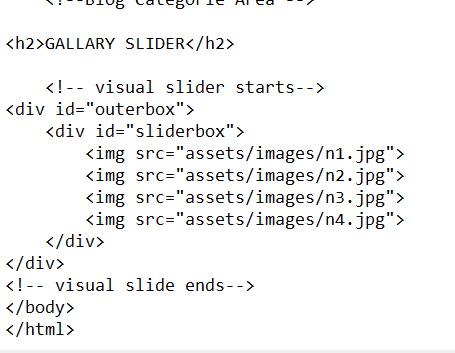 <!--Blog Categorie Area -->
<h2>GALLARY SLIDER</h2>
<!-- visual slider starts-->
<div id="outerbox">
<div id="sliderbox">
<img src="assets/images/n1.jpg">
<img src="assets/images/n2.jpg">
<img src="assets/images/n3.jpg">
<img src="assets/images/n4.jpg">
</div>
</div>
<!-- visual slide ends-->
</body>
</html>